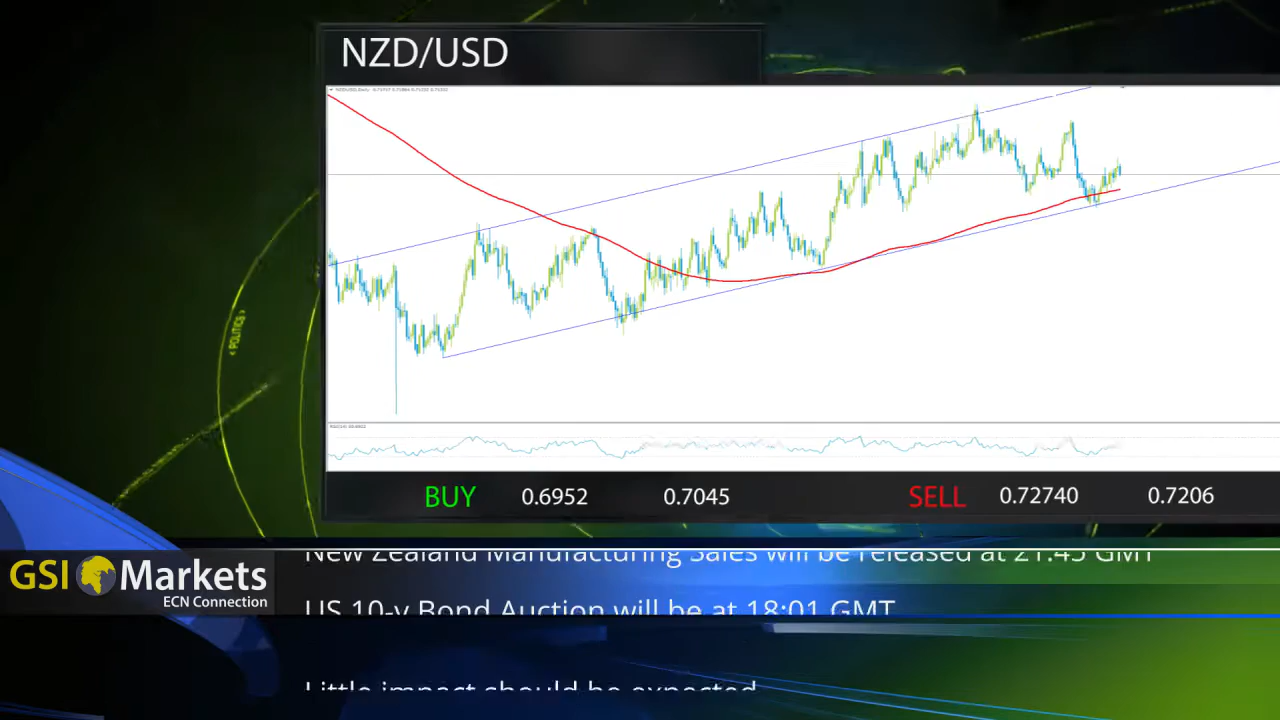 NZD/USD
BUY 0.6952 0.7045 SELL 0.72740 0.7206
< POLITICS >
New Zealand Manufacturing Sales will be released at 21:45 GMT
GSI Markets
US 10-y Bond Auction will be at 18:01 GMT
ECN Connection
Little impact should be expected